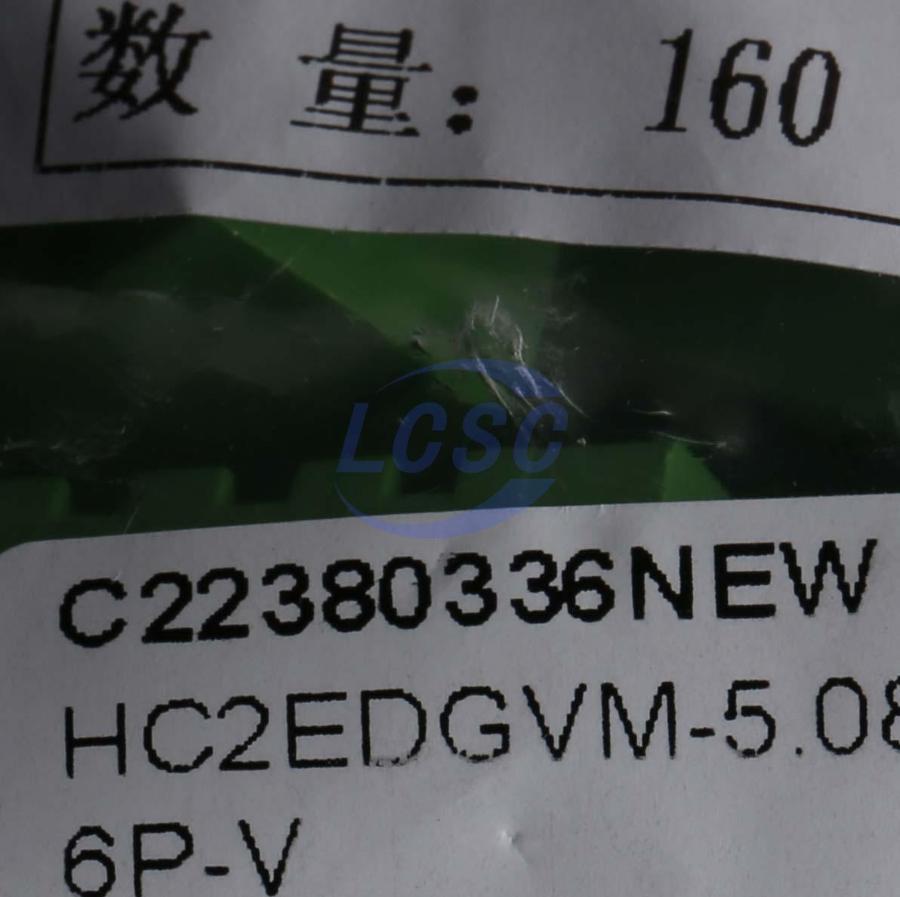 数量： 160
LCSC
C22380336NEW
HC2EDGVM-5.08
6P-V